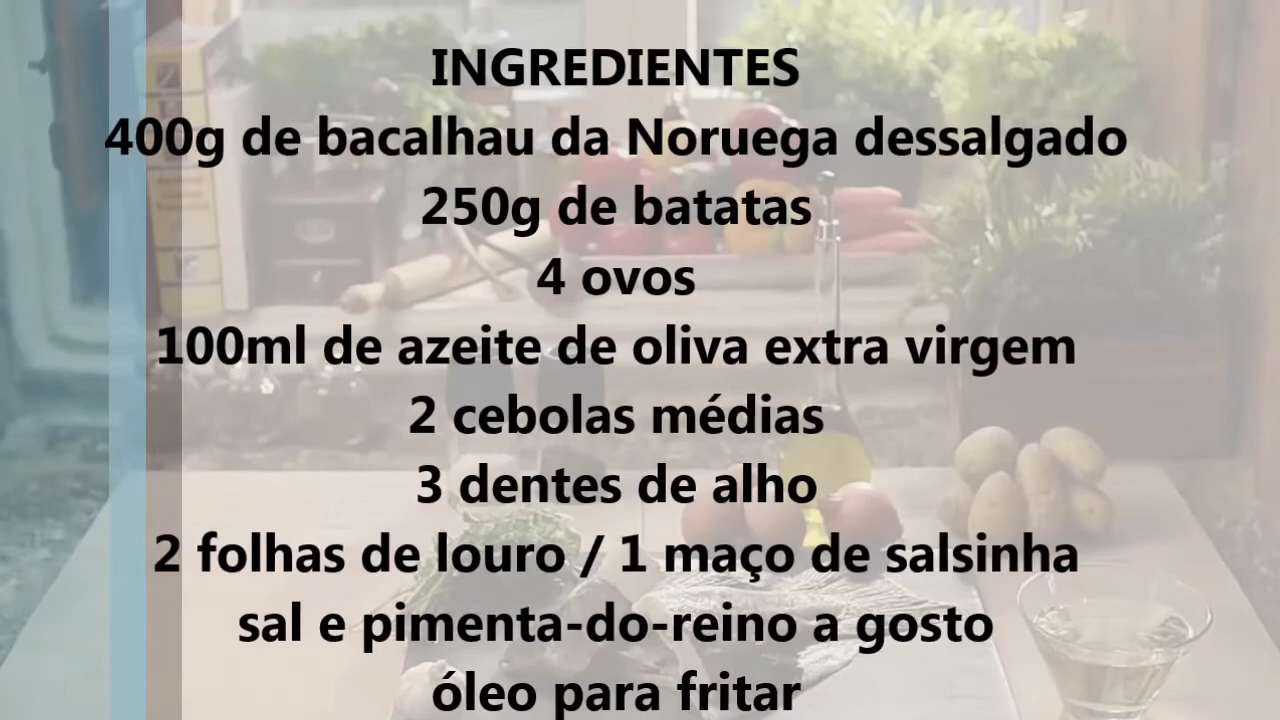 INGREDIENTES
400g de bacalhau da Noruega dessalgado
250g de batatas
4 ovos
100ml de azeite de oliva extra virgem
2 cebolas médias
3 dentes de alho
2 folhas de louro / 1 maço de salsinha
sal e pimenta-do-reino a gosto
óleo para fritar